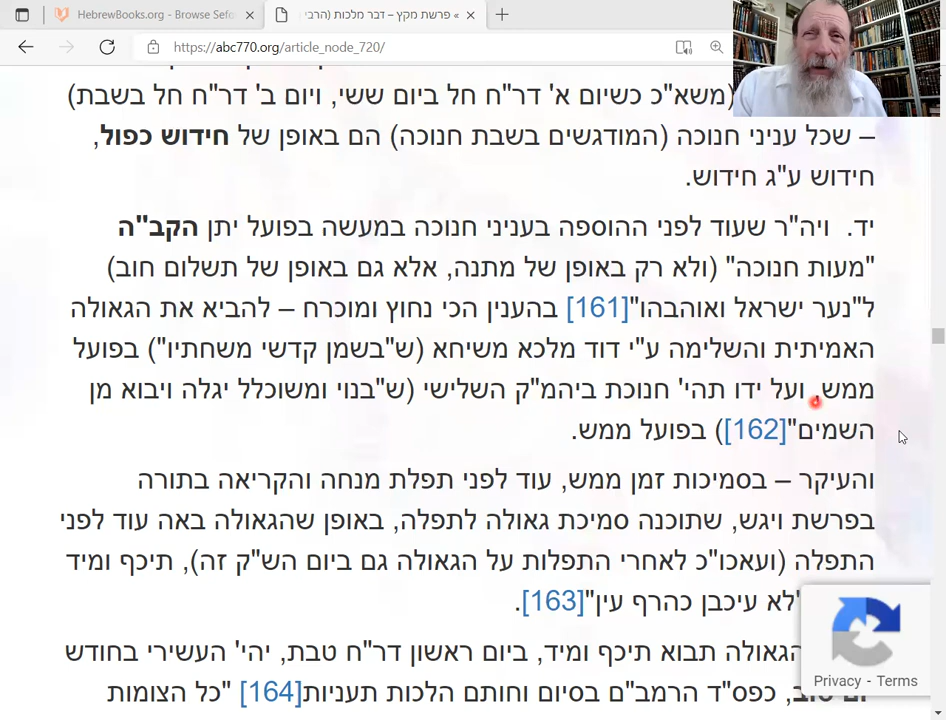 HebrewBooks.org - Browse Sefo
» פרשת מקץ – דבר מלכות (הרבי
https://abc770.org/article_node_720/
(משא"כ כשיום א' דר"ח חל ביום ששי, ויום ב' דר"ח חל בשבת)
– שכל עניני חנוכה (המודגשים בשבת חנוכה) הם באופן של חידוש כפול,
חידוש ע"ג חידוש.
יד. ויה"ר שעוד לפני ההוספה בעניני חנוכה במעשה בפועל יתן הקב"ה
"מעות חנוכה" (ולא רק באופן של מתנה, אלא גם באופן של תשלום חוב)
ל"נער ישראל ואוהבהו"[161] בהענין הכי נחוץ ומוכרח – להביא את הגאולה
האמיתית והשלימה ע"י דוד מלכא משיחא (ש"בשמן קדשי משחתיו") בפועל
ממש, ועל ידו תהי' חנוכת ביהמ"ק השלישי (ש"בנוי ומשוכלל יגלה ויבוא מן
השמים"[162]) בפועל ממש.
והעיקר – בסמיכות זמן ממש, עוד לפני תפלת מנחה והקריאה בתורה
בפרשת ויגש, שתוכנה סמיכת גאולה לתפלה, באופן שהגאולה באה עוד לפני
התפלה (ועאכו"כ לאחרי התפלות על הגאולה גם ביום הש"ק זה), תיכף ומיד
"לא עיכבן כהרף עין"[163].
הגאולה תבוא תיכף ומיד, ביום ראשון דר"ח טבת, יהי' העשירי בחודש
, כפס"ד הרמב"ם בסיום וחותם הלכות תעניות[164] "כל הצומות
Privacy - Terms